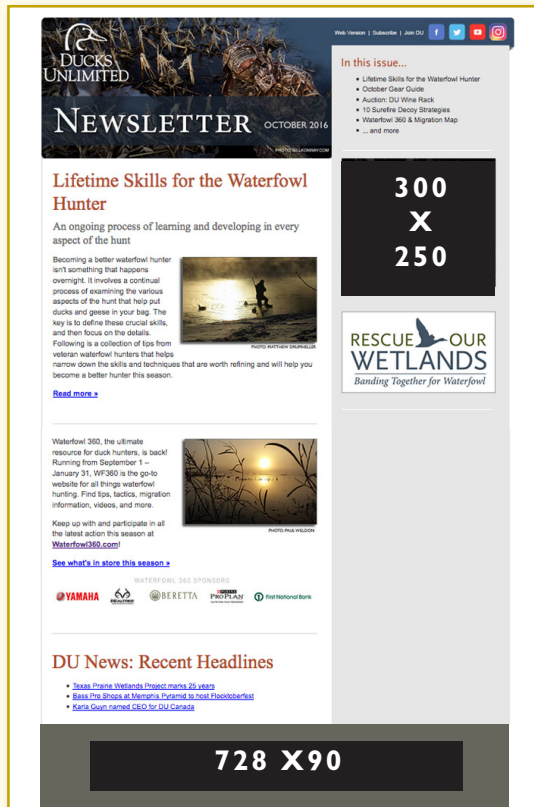 Web Version | Subscribe | Join DU
DUCKS
UNLIMITED
NEWSLETTER OCTOBER 2016
PHOTO: BILLKONWAY.COM
In this issue...
• Lifetime Skills for the Waterfowl Hunter
• October Gear Guide
• Auction: DU Wine Rack
• 10 Surefire Decoy Strategies
• Waterfowl 360 & Migration Map
• ... and more
Lifetime Skills for the Waterfowl
Hunter
An ongoing process of learning and developing in every
aspect of the hunt
Becoming a better waterfowl hunter
isn't something that happens
overnight. It involves a continual
process of examining the various
aspects of the hunt that help put
ducks and geese in your bag. The
key is to define these crucial skills,
and then focus on the details.
Following is a collection of tips from
veteran waterfowl hunters that helps
narrow down the skills and techniques that are worth refining and will help you
become a better hunter this season.
PHOTO: MATTHEW DRUMHELLER
Read more »
300
X
250
RESCUE OUR
WETLANDS
Banding Together for Waterfowl
Waterfowl 360, the ultimate
resource for duck hunters, is back!
Running from September 1 –
January 31, WF360 is the go-to
website for all things waterfowl
hunting. Find tips, tactics, migration
information, videos, and more.
Keep up with and participate in all
the latest action this season at
Waterfowl360.com!
PHOTO: PAUL WELDON
See what's in store this season »
WATERFOWL 360 SPONSORS
YAMAHA
REALTREE
BERETTA
PURINA
PRO PLAN
First National Bank
DU News: Recent Headlines
• Texas Prairie Wetlands Project marks 25 years
• Bass Pro Shops at Memphis Pyramid to host Flocktoberfest
• Karla Guyn named CEO for DU Canada
728 X90